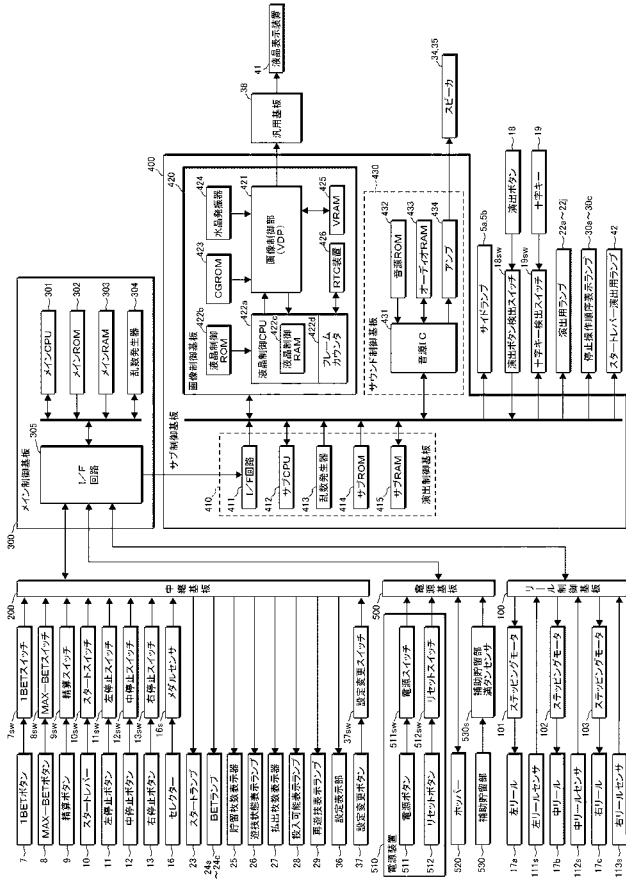 300
メイン制御基板
301
メインCPU
302
メインROM
303
メインRAM
304
乱数発生器
305
I／F
回路
400
サブ制御基板
410
演出制御基板
411
I／F回路
412
サブCPU
413
乱数発生器
414
サブROM
415
サブRAM
420
画像制御基板
421
画像制御部
(VDP)
422a
液晶制御CPU
422b
液晶制御
ROM
422c
液晶制御
RAM
422d
フレーム
カウンタ
423
CGROM
424
水晶発振器
425
VRAM
426
RTC装置
38
汎用基板
41
液晶表示装置
430
サウンド制御基板
431
音源IC
432
音源ROM
433
オーディオRAM
434
アンプ
34,35
スピーカ
5a,5b
サイドランプ
18sw
演出ボタン検出スイッチ
18
演出ボタン
19sw
十字キー検出スイッチ
19
十字キー
22a～22j
演出用ランプ
30a～30c
停止操作順序表示ランプ
42
スタートレバー演出用ランプ
200
中継基板
7
1BETボタン
7sw
1BETスイッチ
8
MAX－BETボタン
8sw
MAX－BETスイッチ
9
精算ボタン
9sw
精算スイッチ
10
スタートレバー
10sw
スタートスイッチ
11
左停止ボタン
11sw
左停止スイッチ
12
中停止ボタン
12sw
中停止スイッチ
13
右停止ボタン
13sw
右停止スイッチ
16
セレクター
16s
メダルセンサ
23
スタートランプ
24a
～24c
BETランプ
25
貯留枚数表示器
26
遊技状態表示ランプ
27
払出枚数表示器
28
投入可能表示ランプ
29
再遊技表示ランプ
36
設定表示部
37
設定変更ボタン
37sw
設定変更スイッチ
500
電源基板
510
電源装置
511
電源ボタン
511sw
電源スイッチ
512
リセットボタン
512sw
リセットスイッチ
520
ホッパー
530
補助貯留部
530s
補助貯留部
満タンセンサ
100
リール制御基板
17a
左リール
101
ステッピングモータ
111s
左リールセンサ
17b
中リール
102
ステッピングモータ
112s
中リールセンサ
17c
右リール
103
ステッピングモータ
113s
右リールセンサ